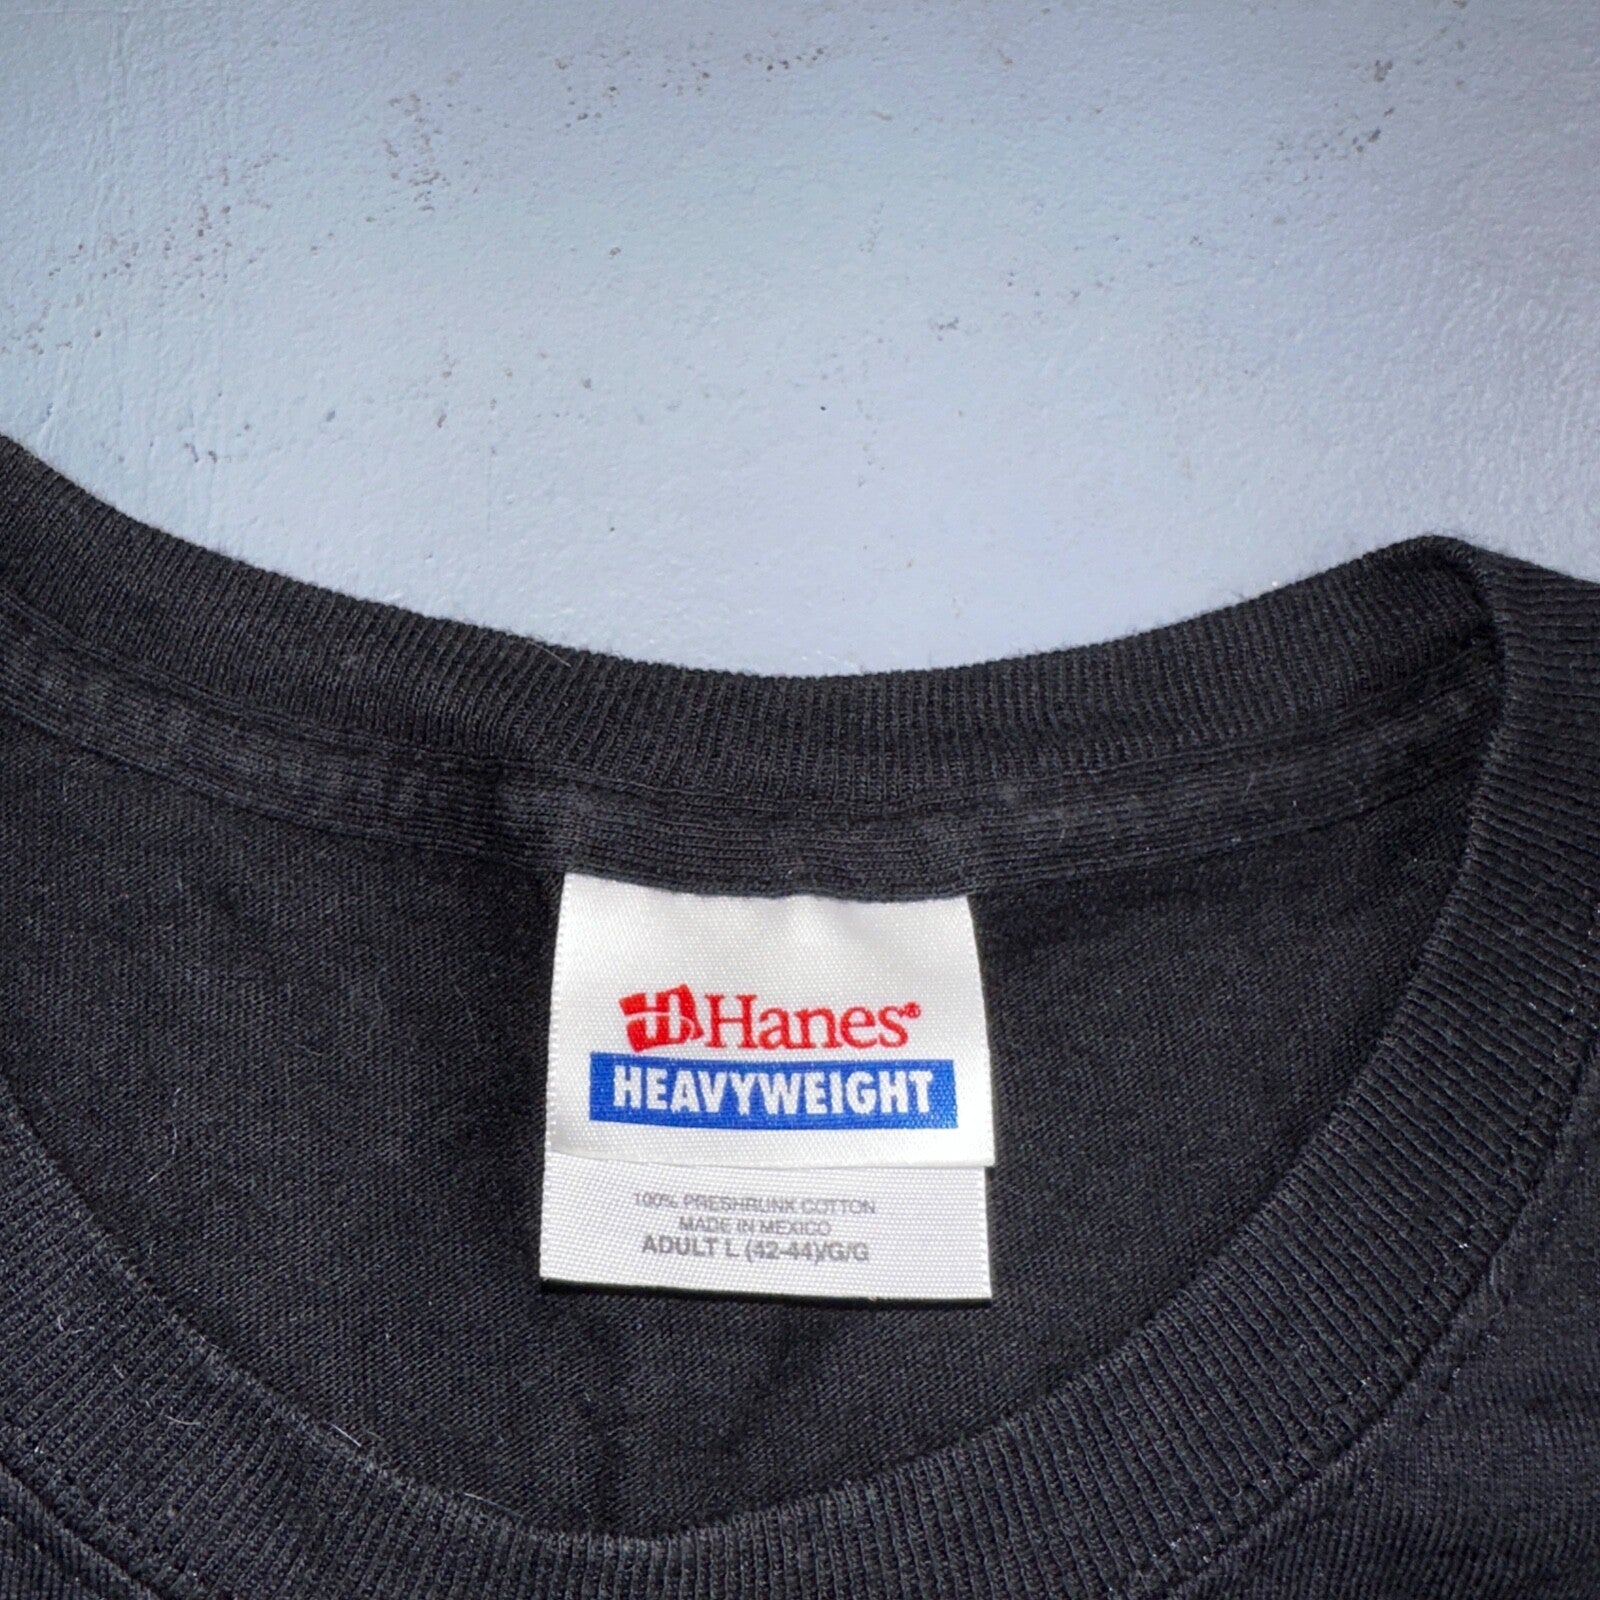 Hanes®
HEAVYWEIGHT
100% PRESHRUNK COTTON
MADE IN MEXICO
ADULT L (42-44)/G/G